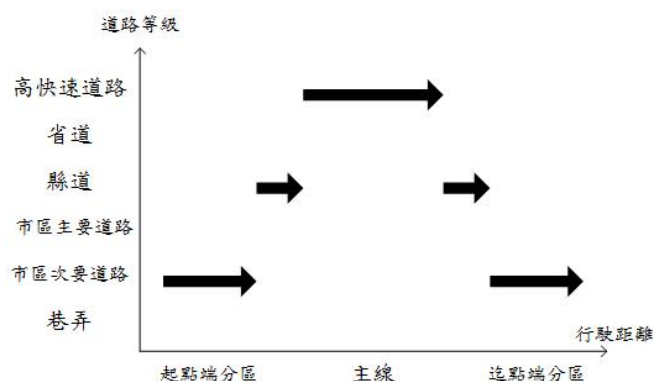 道路等級
高快速道路
省道
縣道
市區主要道路
市區次要道路
巷弄
行駛距離
起點端分區
主線
迄點端分區